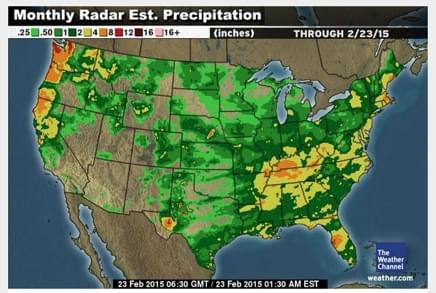 Monthly Radar Est. Precipitation
.25 .50 1 2 4 8 12 16 16+ (inches) THROUGH 2/23/15
The
Weather
Channel
weather.com
23 Feb 2015 06:30 GMT / 23 Feb 2015 01:30 AM EST